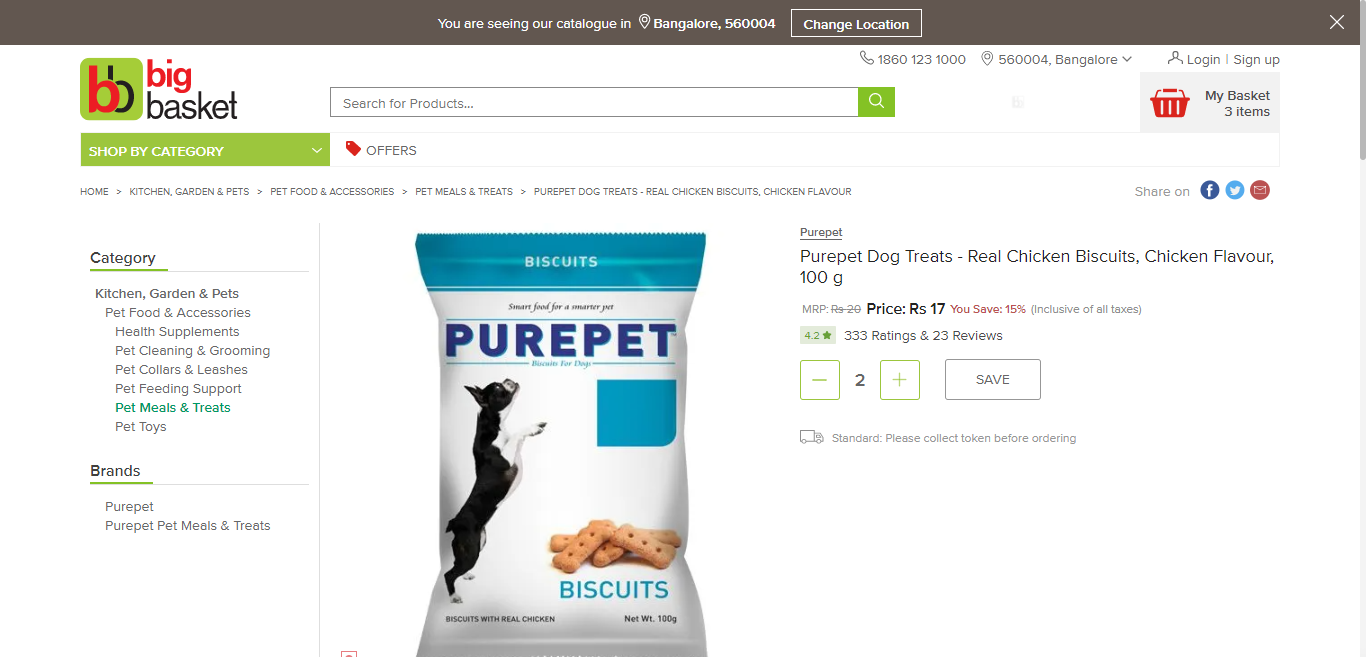 You are seeing our catalogue in Bangalore, 560004 Change Location
1860 123 1000 560004, Bangalore Login | Sign up
bb big basket
Search for Products...
My Basket
3 items
SHOP BY CATEGORY OFFERS
HOME > KITCHEN, GARDEN & PETS > PET FOOD & ACCESSORIES > PET MEALS & TREATS > PUREPET DOG TREATS - REAL CHICKEN BISCUITS, CHICKEN FLAVOUR
Share on
Category
Kitchen, Garden & Pets
Pet Food & Accessories
Health Supplements
Pet Cleaning & Grooming
Pet Collars & Leashes
Pet Feeding Support
Pet Meals & Treats
Pet Toys
Brands
Purepet
Purepet Pet Meals & Treats
BISCUITS
Smart food for a smarter pet
PUREPET
Biscuits For Dogs
BISCUITS
BISCUITS WITH REAL CHICKEN Net Wt. 100g
Purepet
Purepet Dog Treats - Real Chicken Biscuits, Chicken Flavour,
100 g
MRP: Rs 20 Price: Rs 17 You Save: 15% (Inclusive of all taxes)
4.2 ★ 333 Ratings & 23 Reviews
2 SAVE
Standard: Please collect token before ordering